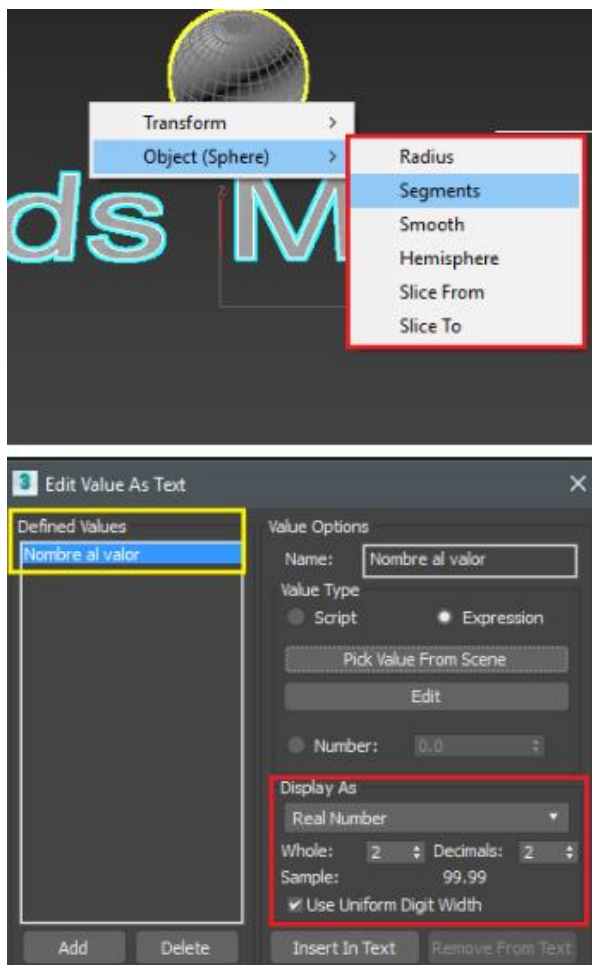 Transform >
Object (Sphere) >
Radius
Segments
Smooth
Hemisphere
Slice From
Slice To
ds M
z
3 Edit Value As Text ×
Defined Values
Nombre al valor
Value Options
Name: Nombre al valor
Value Type
Script Expression
Pick Value From Scene
Edit
Number: 0.0
Display As
Real Number
Whole: 2 Decimals: 2
Sample: 99.99
Use Uniform Digit Width
Add Delete Insert In Text Remove From Text